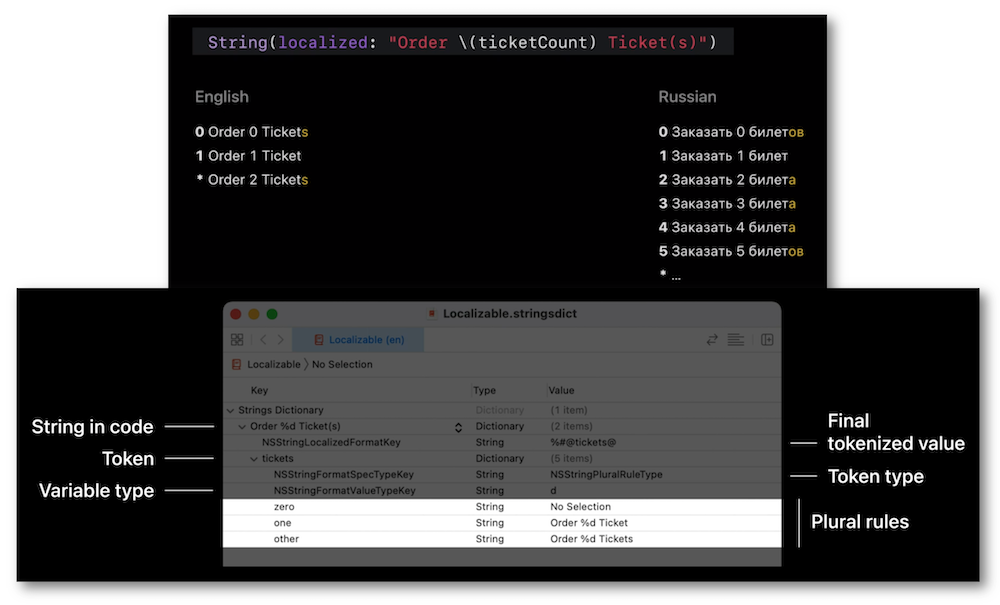 String(localized: "Order \(ticketCount) Ticket(s)")
English
0 Order 0 Tickets
1 Order 1 Ticket
* Order 2 Tickets
Russian
0 Заказать 0 билетов
1 Заказать 1 билет
2 Заказать 2 билета
3 Заказать 3 билета
4 Заказать 4 билета
5 Заказать 5 билетов
* ...
Localizable.stringsdict
Localizable (en)
Localizable 〉 No Selection
Key Type Value
Strings Dictionary Dictionary (1 item)
String in code
Order %d Ticket(s) Dictionary (2 items)
Final
tokenized value
NSStringLocalizedFormatKey String %#@tickets@
Token
tickets Dictionary (5 items)
NSStringFormatSpecTypeKey String NSStringPluralRuleType
Token type
Variable type
NSStringFormatValueTypeKey String d
zero String No Selection
one String Order %d Ticket
Plural rules
other String Order %d Tickets